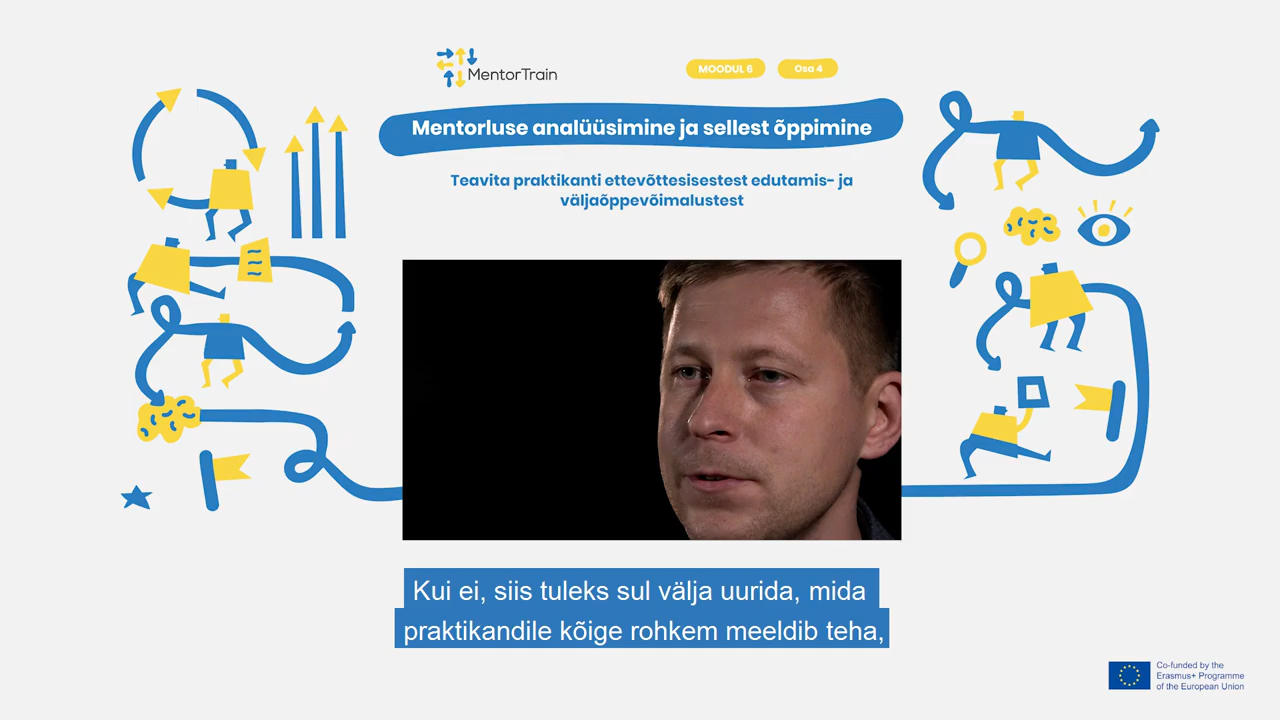 MentorTrain
MOODUL 6
Osa 4
Mentorluse analüüsimine ja sellest õppimine
Teavita praktikanti ettevõttesisestest edutamis- ja
väljaõppevõimalustest
Kui ei, siis tuleks sul välja uurida, mida
praktikandile kõige rohkem meeldib teha,
Co-funded by the
Erasmus+ Programme
of the European Union